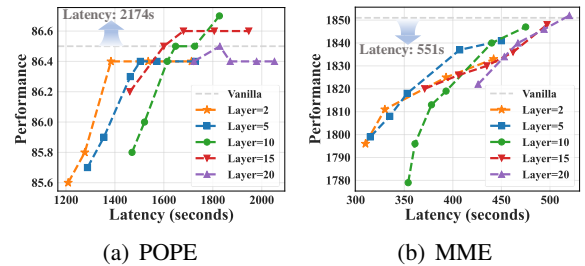 Latency: 2174s
Performance
86.6
86.4
86.2
86.0
85.8
85.6
1200
1400
1600
1800
2000
Latency (seconds)
Vanilla
Layer=2
Layer=5
Layer=10
Layer=15
Layer=20
(a) POPE
Latency: 551s
Performance
1850
1840
1830
1820
1810
1800
1790
1780
300
350
400
450
500
Latency (seconds)
Vanilla
Layer=2
Layer=5
Layer=10
Layer=15
Layer=20
(b) MME